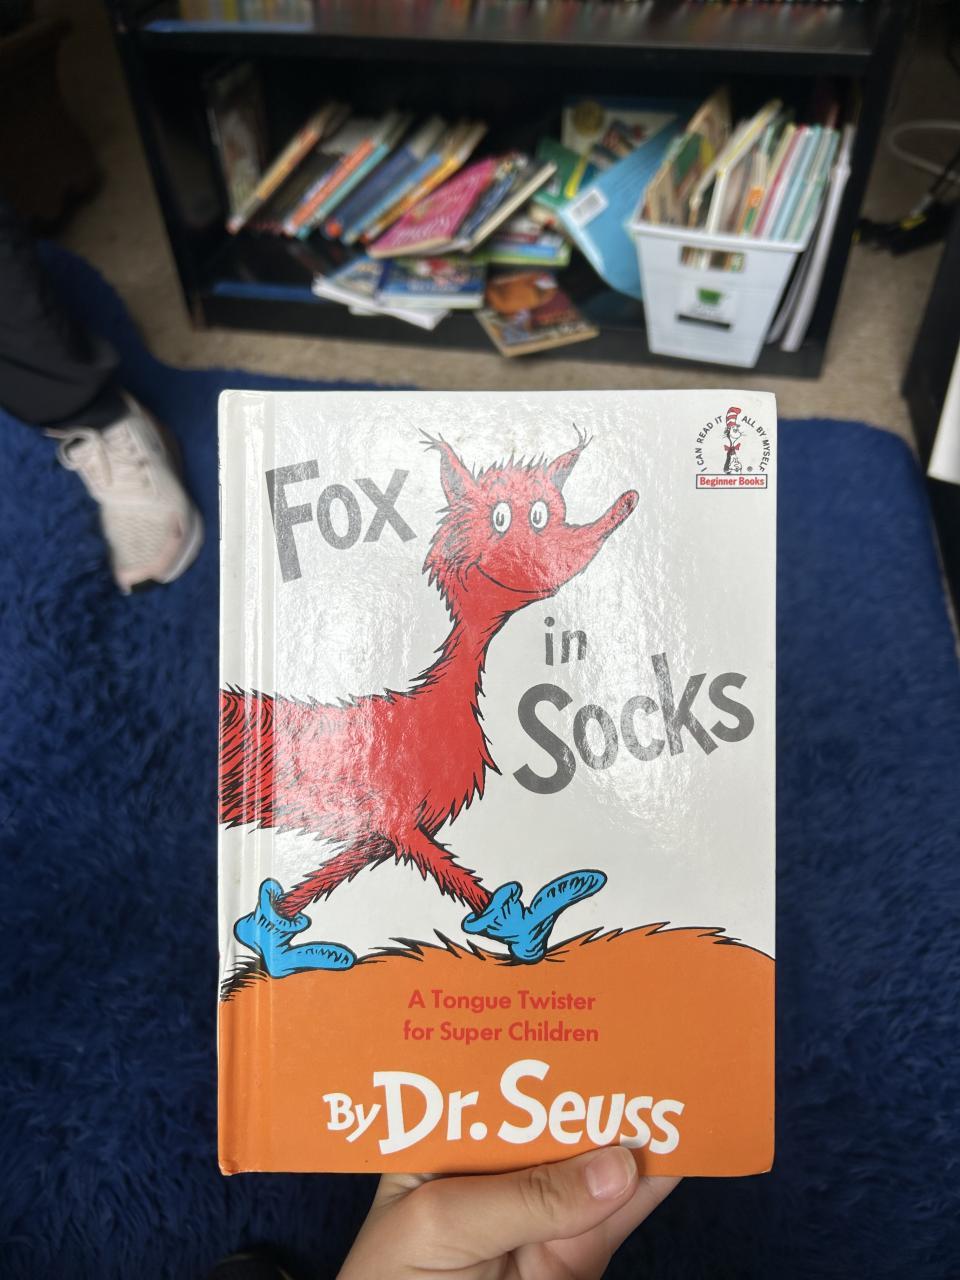 I CAN READ IT ALL BY MYSELF
Beginner Books
Fox
in
Socks
A Tongue Twister
for Super Children
By Dr. Seuss